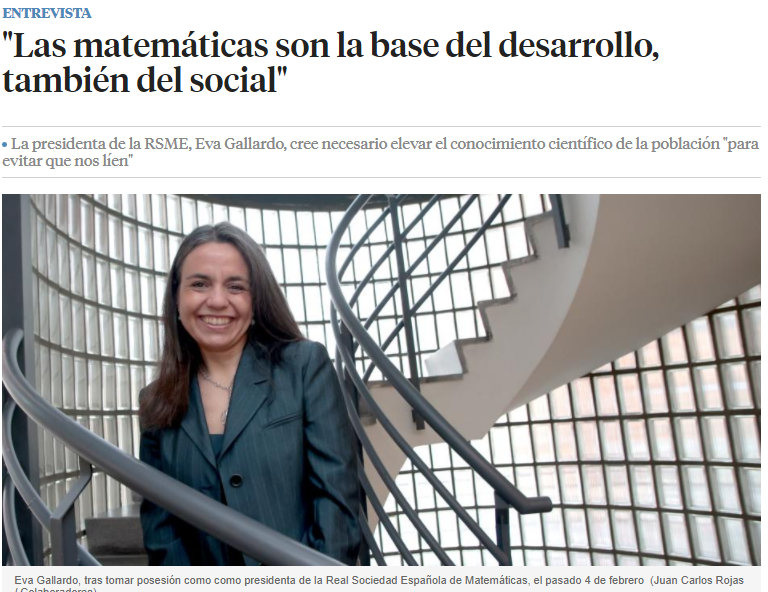 ENTREVISTA
"Las matemáticas son la base del desarrollo,
también del social"
La presidenta de la RSME, Eva Gallardo, cree necesario elevar el conocimiento científico de la población "para
evitar que nos líen"
Eva Gallardo, tras tomar posesión como como presidenta de la Real Sociedad Española de Matemáticas, el pasado 4 de febrero (Juan Carlos Rojas
/ Colaboradores)